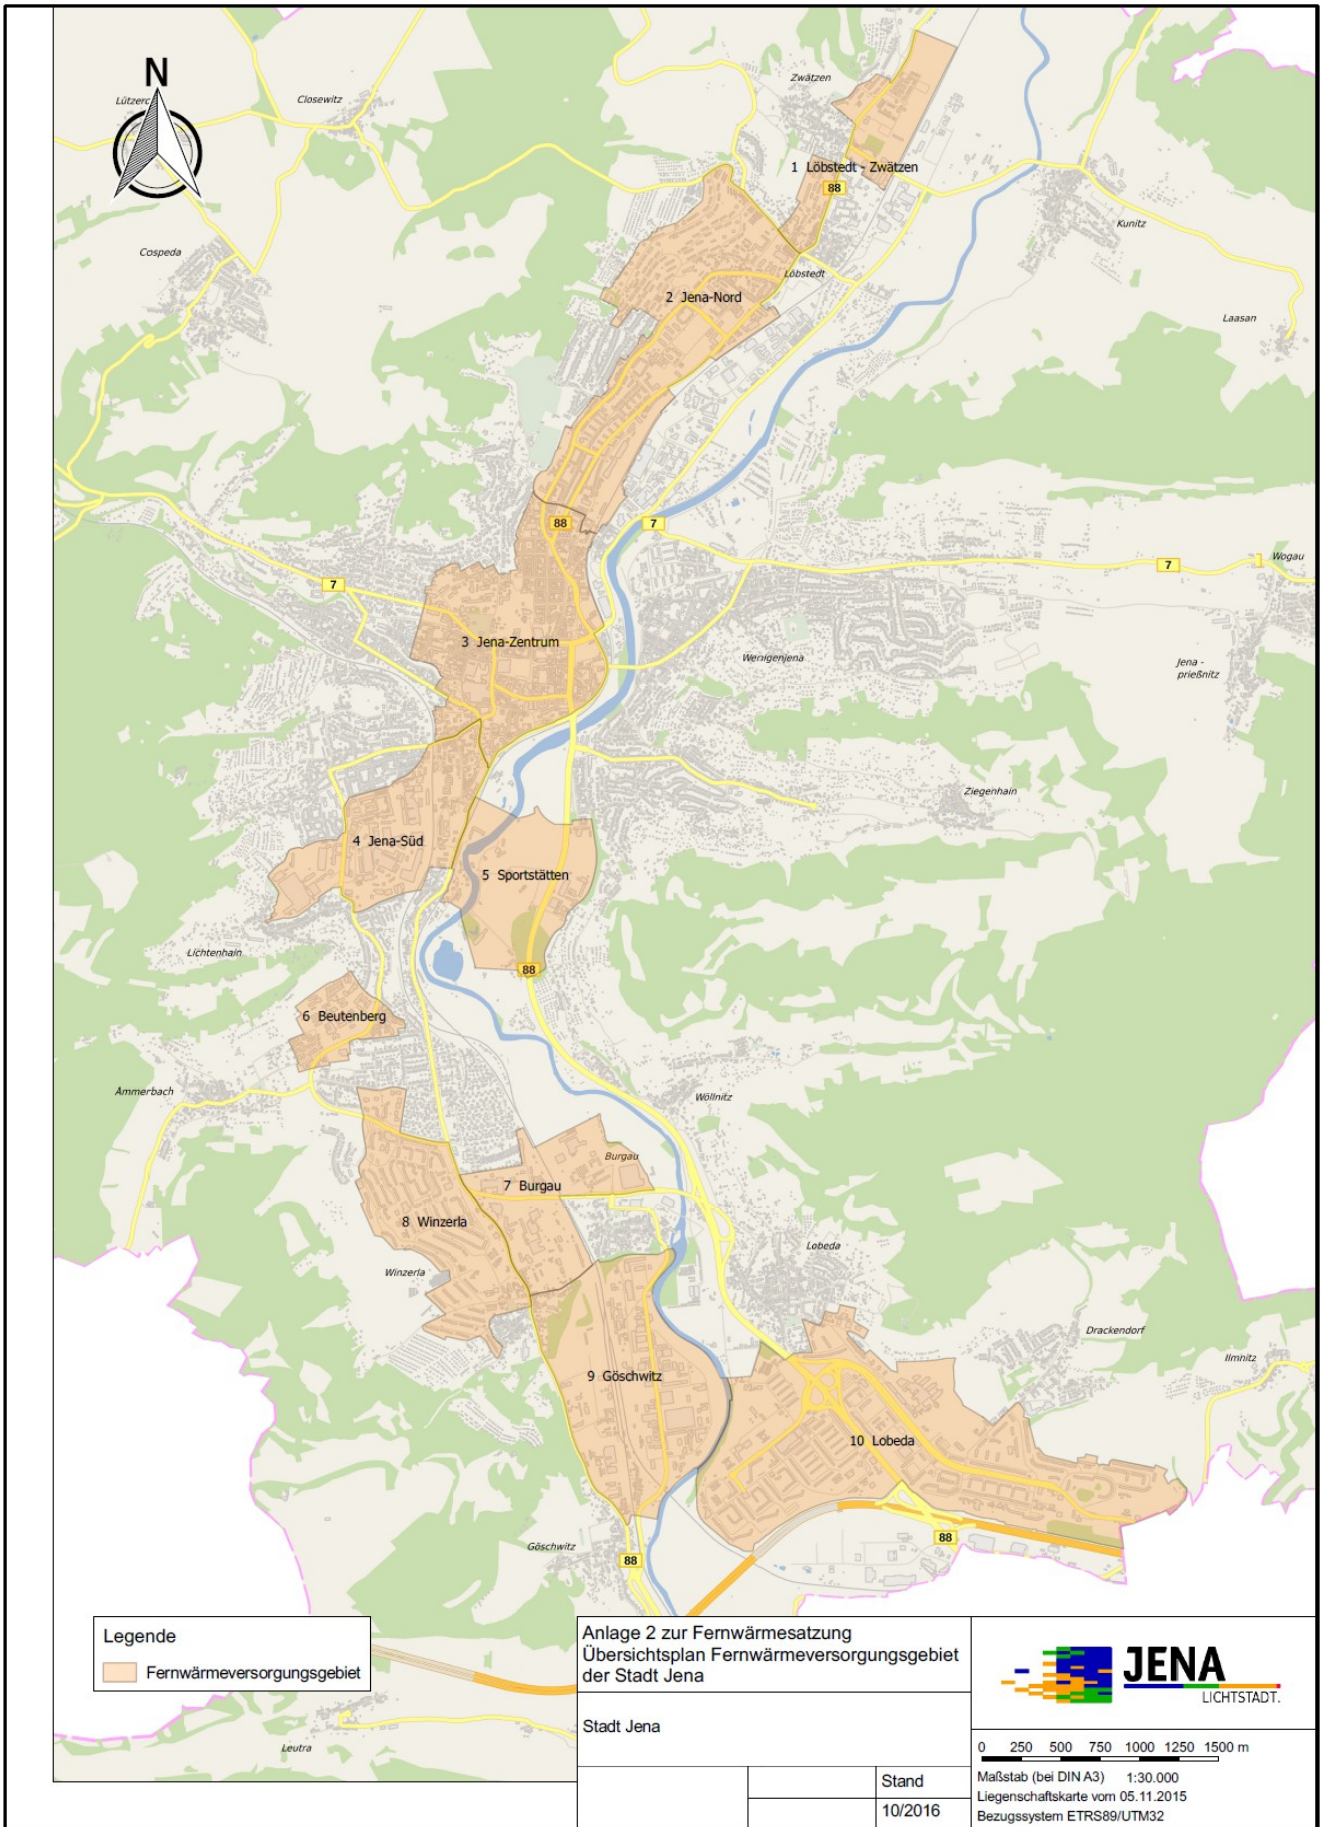 N
Lützero
Closewitz
Zwätzen
1 Löbstedt - Zwätzen
88
Kunitz
Cospeda
Löbstedt
2 Jena-Nord
Laasan
88
7
7
Wogau
7
3 Jena-Zentrum
Wenigenjena
Jena -
prießnitz
Ziegenhain
4 Jena-Süd
5 Sportstätten
Lichtenhain
88
6 Beutenberg
Ammerbach
Wöllnitz
Burgau
7 Burgau
8 Winzerla
Lobeda
Winzerla
Drackendorf
Ilmnitz
9 Göschwitz
10 Lobeda
88
Göschwitz
88
Leutra
Legende
Fernwärmeversorgungsgebiet
Anlage 2 zur Fernwärmesatzung
Übersichtsplan Fernwärmeversorgungsgebiet
der Stadt Jena
Stadt Jena
Stand
10/2016
JENA
LICHTSTADT.
0 250 500 750 1000 1250 1500 m
Maßstab (bei DIN A3) 1:30.000
Liegenschaftskarte vom 05.11.2015
Bezugssystem ETRS89/UTM32